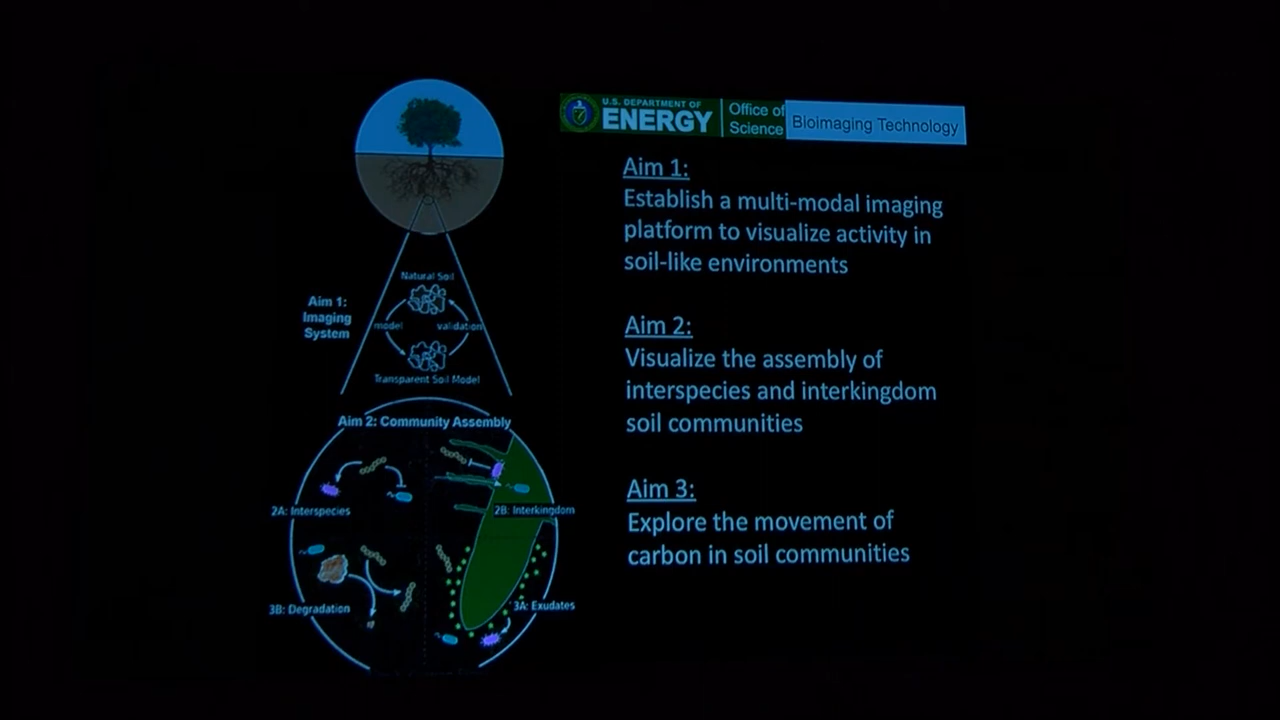 U.S. DEPARTMENT OF
ENERGY
Office of
Science
Bioimaging Technology
Aim 1:
Establish a multi-modal imaging
platform to visualize activity in
soil-like environments
Aim 2:
Visualize the assembly of
interspecies and interkingdom
soil communities
Aim 3:
Explore the movement of
carbon in soil communities
Aim 1:
Imaging
System
Natural Soil
model
validation
Transparent Soil Model
Aim 2: Community Assembly
2A: Interspecies
2B: Interkingdom
3B: Degradation
3A: Exudates